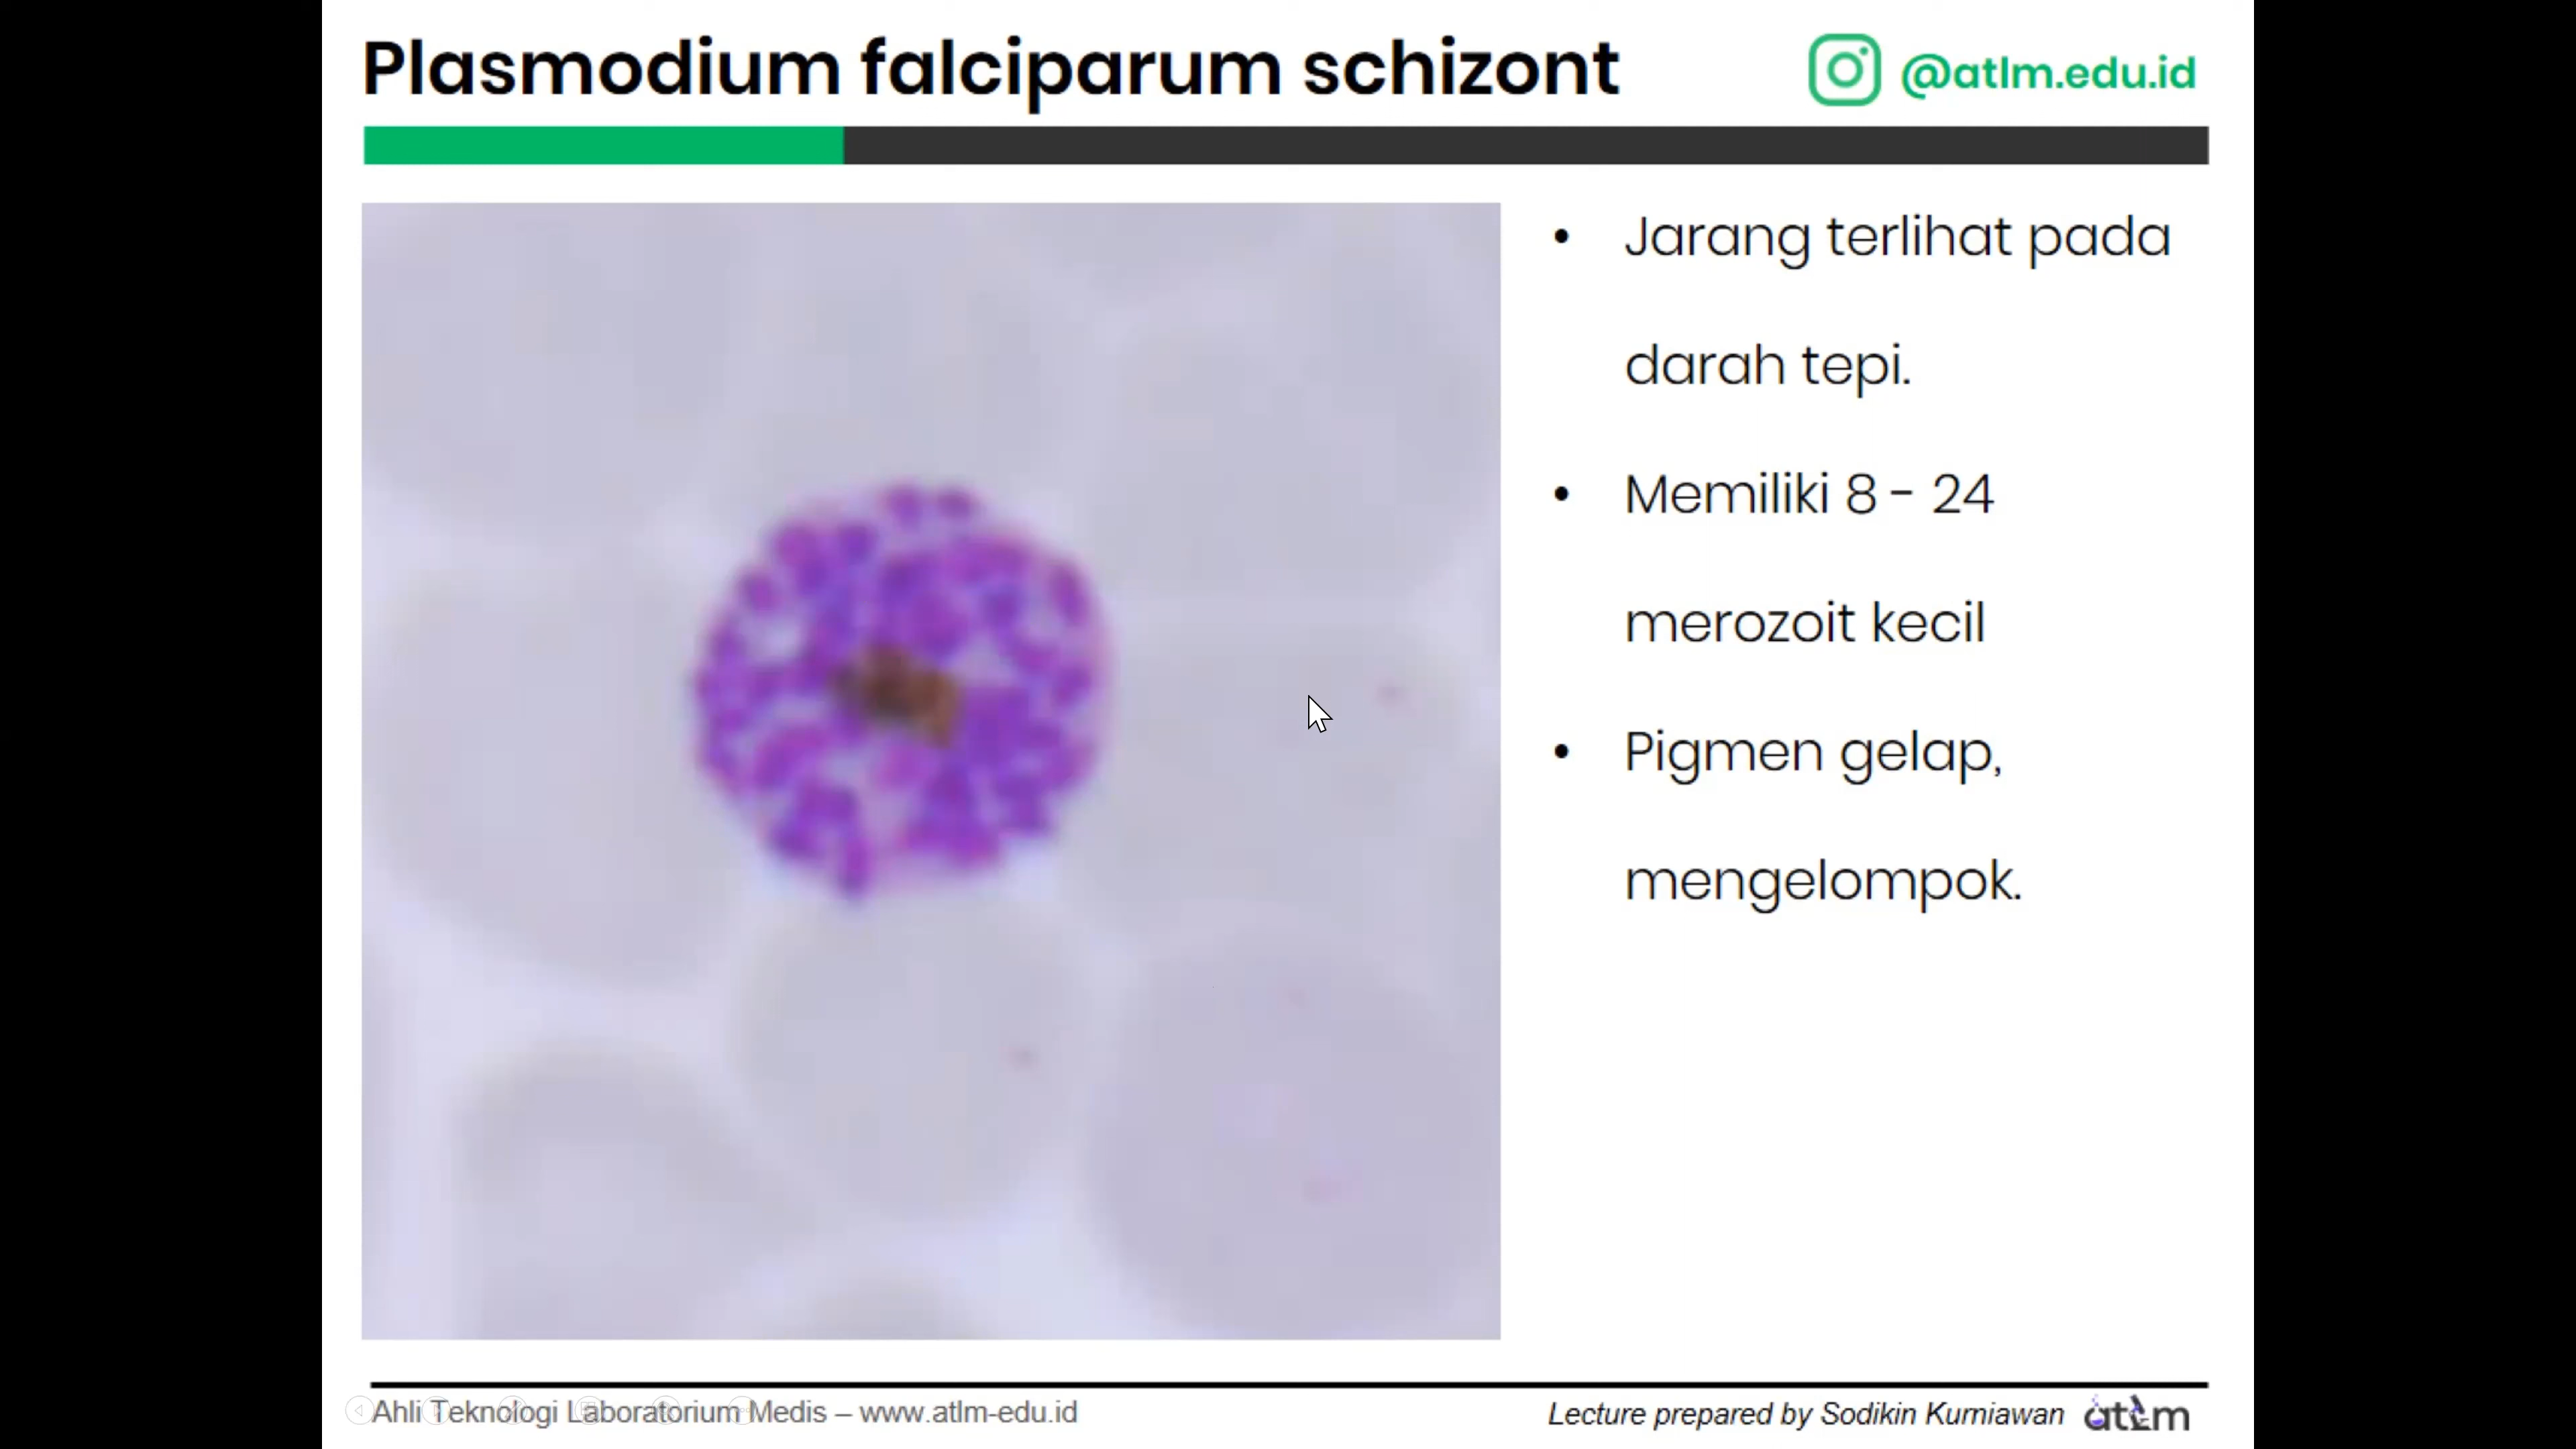 Plasmodium falciparum schizont
@atlm.edu.id
• Jarang terlihat pada
darah tepi.
• Memiliki 8 - 24
merozoit kecil
• Pigmen gelap,
mengelompok.
Ahli Teknologi Laboratorium Medis – www.atlm-edu.id
Lecture prepared by Sodikin Kurniawan
atlm